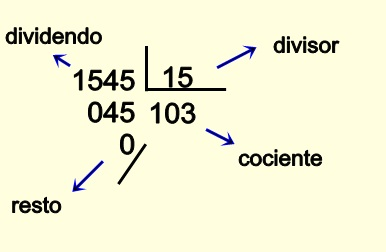 dividendo
divisor
1545 15
045 103
0
cociente
resto